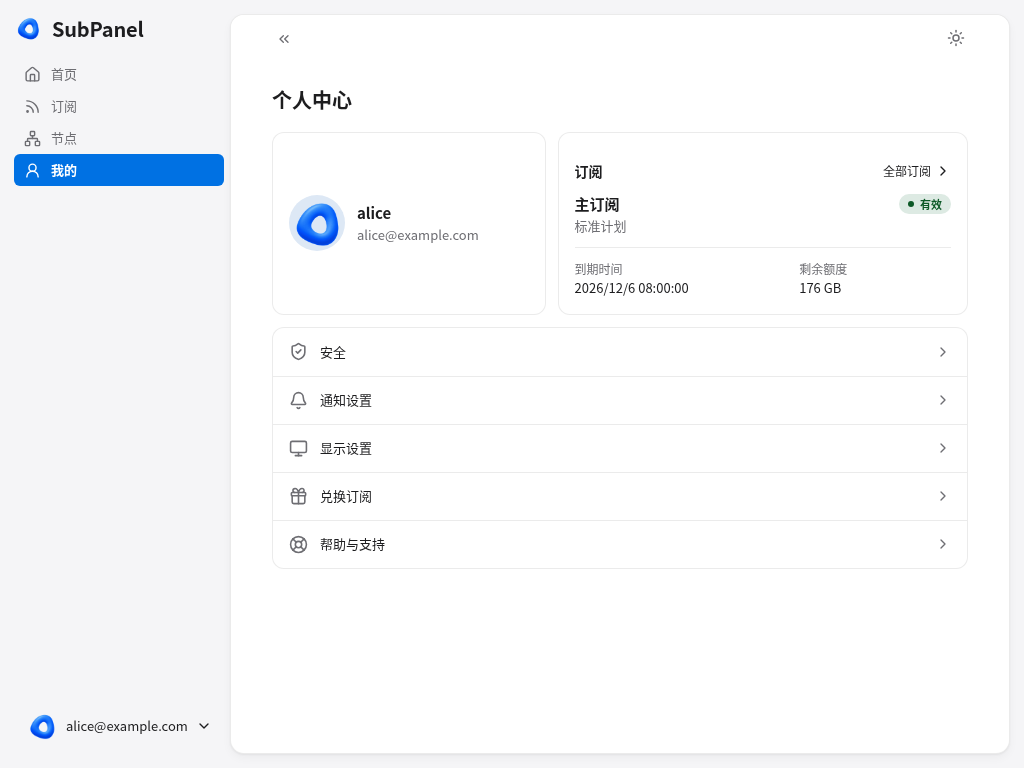 SubPanel
首页
订阅
节点
我的
alice@example.com
个人中心
alice
alice@example.com
订阅
全部订阅
主订阅
有效
标准计划
到期时间
剩余额度
2026/12/6 08:00:00
176 GB
安全
通知设置
显示设置
兑换订阅
帮助与支持